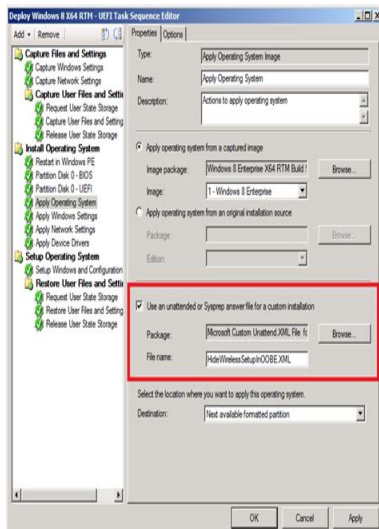 Deploy Windows 8 X64 RTM - UEFI Task Sequence Editor
Add
Remove
Properties
Options
Capture Files and Settings
Capture Windows Settings
Capture Network Settings
Capture User Files and Settin
Request User State Storage
Capture User Files and Setting
Release User State Storage
Install Operating System
Restart in Windows PE
Partition Disk 0 - BIOS
Partition Disk 0 - UEFI
Apply Operating System
Apply Windows Settings
Apply Network Settings
Apply Device Drivers
Setup Operating System
Setup Windows and Configuration
Restore User Files and Settin
Request User State Storage
Restore User Files and Setting
Release User State Storage
Type:
Apply Operating System Image
Name:
Apply Operating System
Description:
Actions to apply operating system
Apply operating system from a captured image
Image package:
Windows 8 Enterprise X64 RTM Build
Browse...
Image:
1 - Windows 8 Enterprise
Apply operating system from an original installation source
Package:
Browse...
Edition:
Use an unattended or Sysprep answer file for a custom installation
Package:
Microsoft Custom Unattend.XML File fo
Browse...
File name:
HideWirelessSetupInOOBE.XML
Select the location where you want to apply this operating system.
Destination:
Next available formatted partition
OK
Cancel
Apply